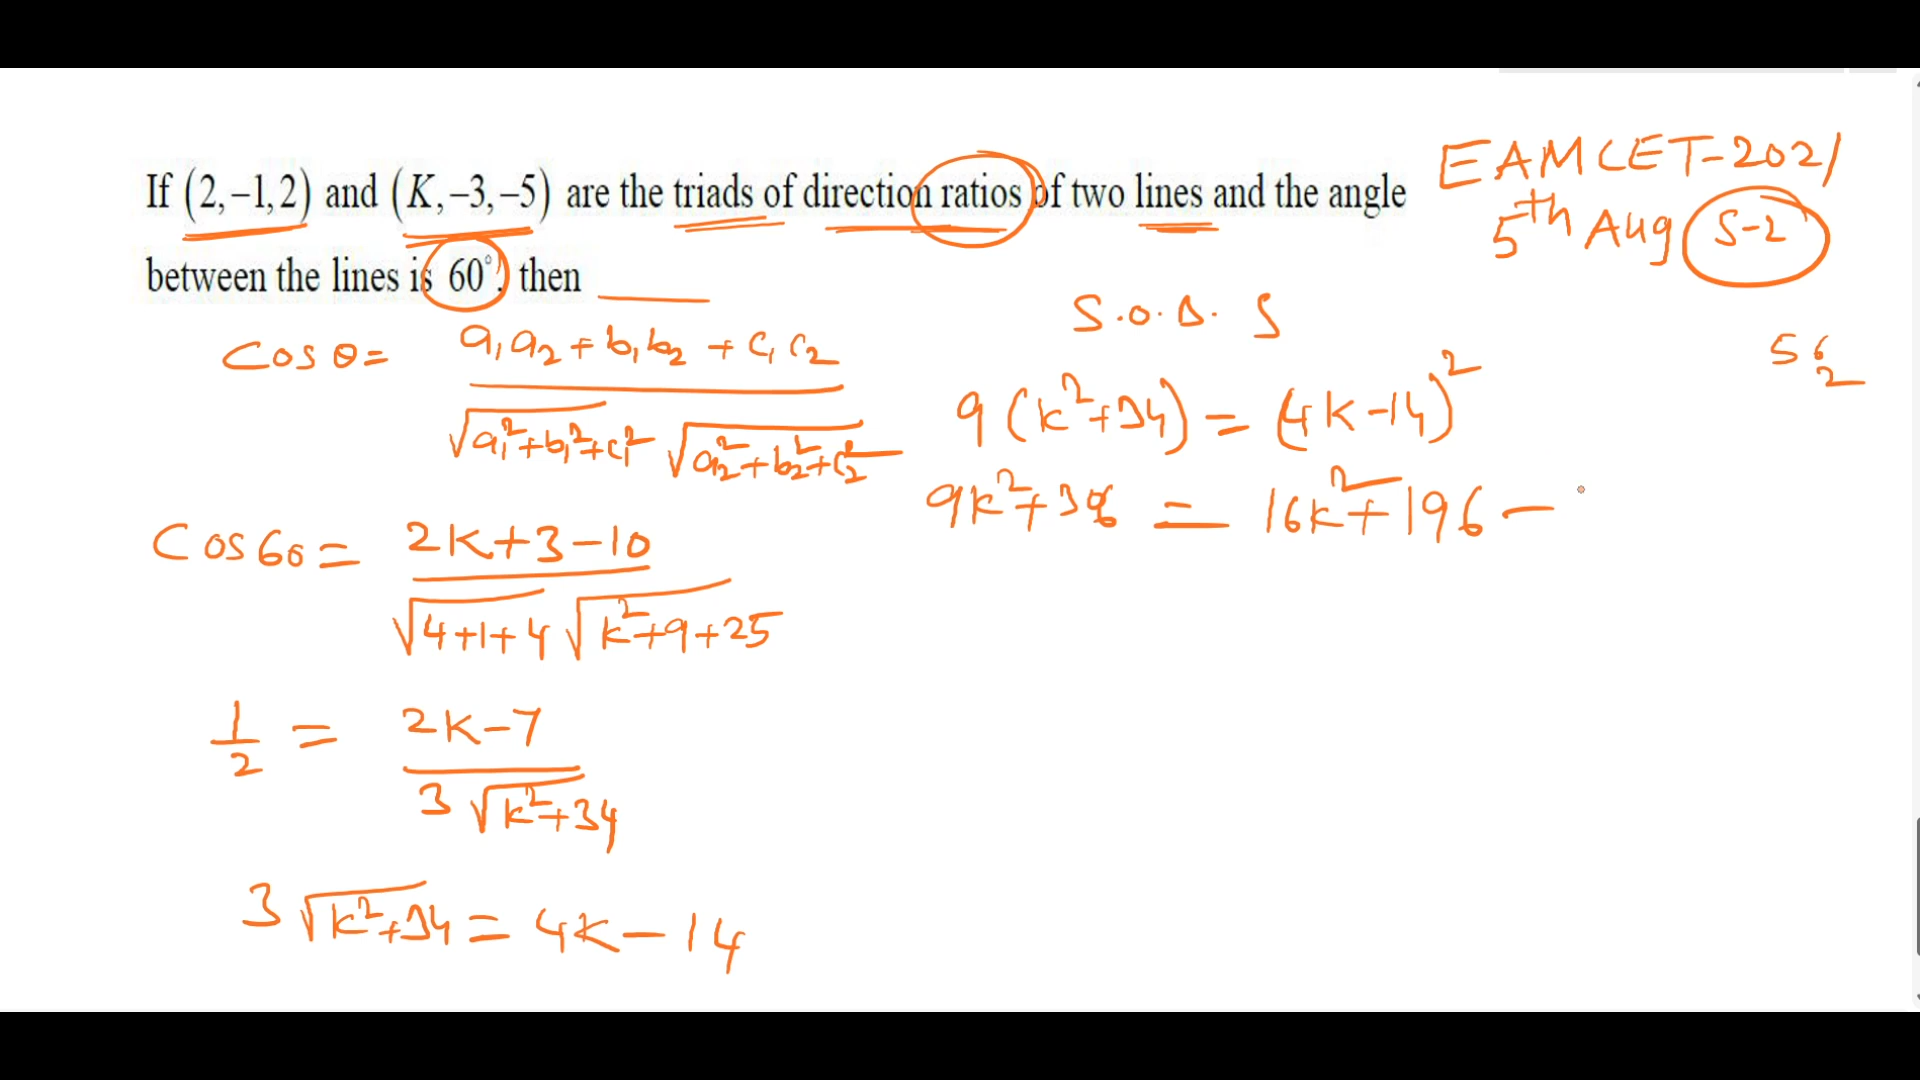 If (2,–1,2) and (K,–3,–5) are the triads of direction ratios of two lines and the angle
between the lines is 60°. then
EAMCET-2021
5th Aug S-2
Cos θ = a₁a₂ + b₁b₂ + c₁c₂
√a₁²+b₁²+c₁² √a₂²+b₂²+c₂²
Cos 60 = 2K+3-10
√4+1+4 √k²+9+25
1/2 = 2K-7
3 √k²+34
3 √k²+34 = 4K-14
S.O.B.S
56
2
9(k²+34) = (4K-14)²
9k²+ = 16k²+196 -